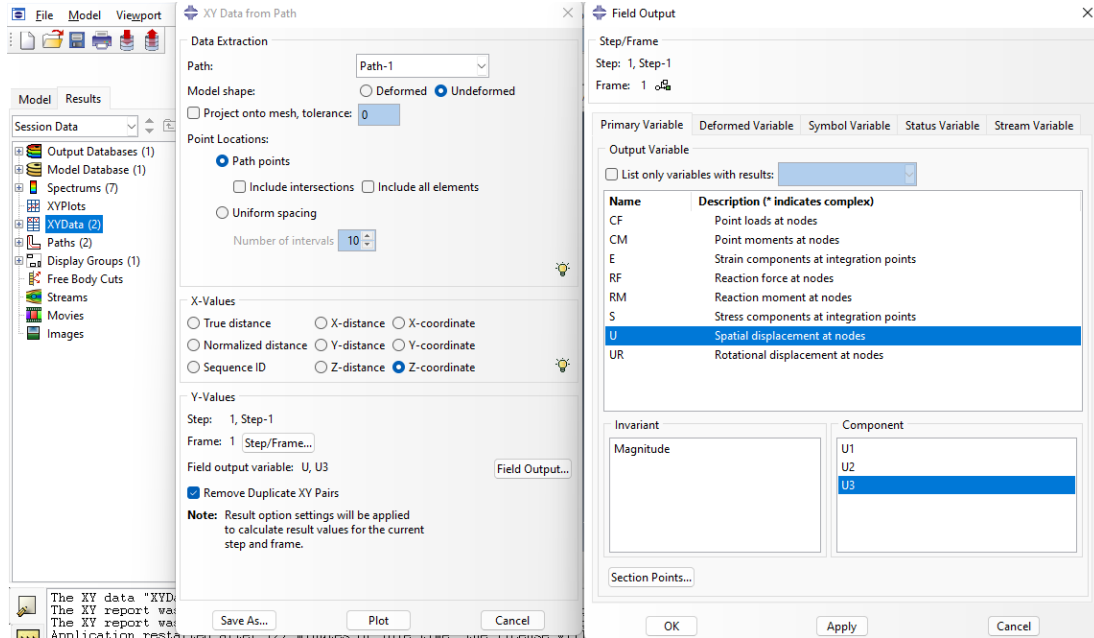 File Model Viewport
Model Results
Session Data
Output Databases (1)
Model Database (1)
Spectrums (7)
XYPlots
XYData (2)
Paths (2)
Display Groups (1)
Free Body Cuts
Streams
Movies
Images
The XY data "XYDa
The XY report was
The XY report was
XY Data from Path
Data Extraction
Path: Path-1
Model shape: Deformed Undeformed
Project onto mesh, tolerance: 0
Point Locations:
Path points
Include intersections Include all elements
Uniform spacing
Number of intervals 10
X-Values
True distance X-distance X-coordinate
Normalized distance Y-distance Y-coordinate
Sequence ID Z-distance Z-coordinate
Y-Values
Step: 1, Step-1
Frame: 1 Step/Frame...
Field output variable: U, U3 Field Output...
Remove Duplicate XY Pairs
Note: Result option settings will be applied
to calculate result values for the current
step and frame.
Save As... Plot Cancel
Field Output
Step/Frame
Step: 1, Step-1
Frame: 1
Primary Variable Deformed Variable Symbol Variable Status Variable Stream Variable
Output Variable
List only variables with results:
Name Description (* indicates complex)
CF Point loads at nodes
CM Point moments at nodes
E Strain components at integration points
RF Reaction force at nodes
RM Reaction moment at nodes
S Stress components at integration points
U Spatial displacement at nodes
UR Rotational displacement at nodes
Invariant
Magnitude
Component
U1
U2
U3
Section Points...
OK Apply Cancel